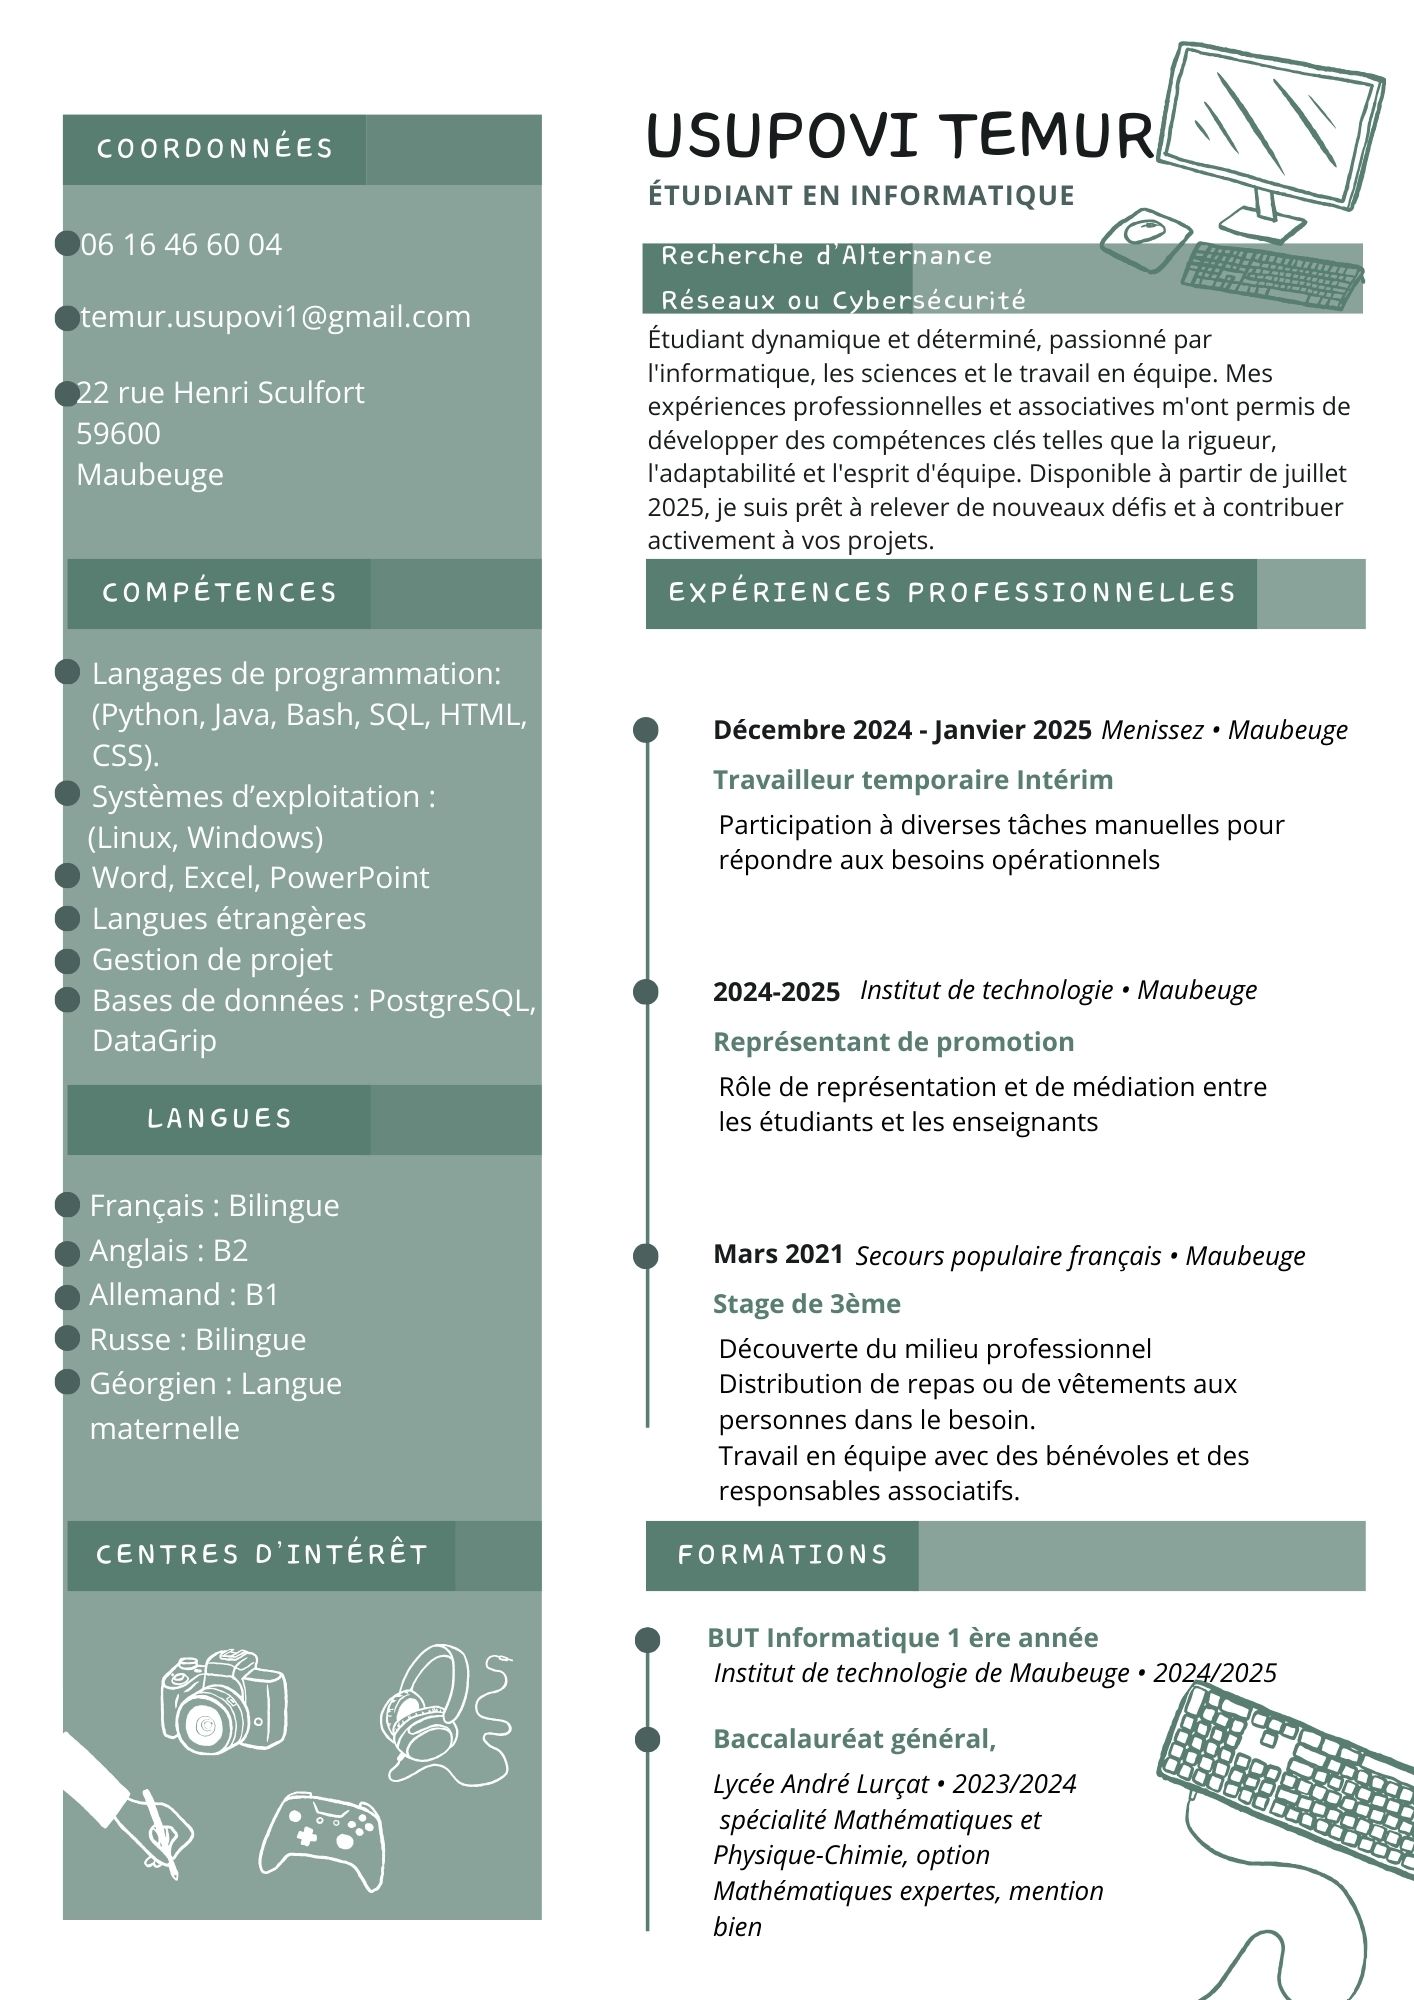 COORDONNÉES
06 16 46 60 04
temur.usupovi1@gmail.com
22 rue Henri Sculfort
59600
Maubeuge
COMPÉTENCES
Langages de programmation:
(Python, Java, Bash, SQL, HTML,
CSS).
Systèmes d’exploitation :
(Linux, Windows)
Word, Excel, PowerPoint
Langues étrangères
Gestion de projet
Bases de données : PostgreSQL,
DataGrip
LANGUES
Français : Bilingue
Anglais : B2
Allemand : B1
Russe : Bilingue
Géorgien : Langue
maternelle
CENTRES D'INTÉRÊT
USUPOVI TEMUR
ÉTUDIANT EN INFORMATIQUE
Recherche d'Alternance
Réseaux ou Cybersécurité
Étudiant dynamique et déterminé, passionné par
l'informatique, les sciences et le travail en équipe. Mes
expériences professionnelles et associatives m'ont permis de
développer des compétences clés telles que la rigueur,
l'adaptabilité et l'esprit d'équipe. Disponible à partir de juillet
2025, je suis prêt à relever de nouveaux défis et à contribuer
activement à vos projets.
EXPÉRIENCES PROFESSIONNELLES
Décembre 2024 - Janvier 2025 Menissez • Maubeuge
Travailleur temporaire Intérim
Participation à diverses tâches manuelles pour
répondre aux besoins opérationnels
2024-2025 Institut de technologie • Maubeuge
Représentant de promotion
Rôle de représentation et de médiation entre
les étudiants et les enseignants
Mars 2021 Secours populaire français • Maubeuge
Stage de 3ème
Découverte du milieu professionnel
Distribution de repas ou de vêtements aux
personnes dans le besoin.
Travail en équipe avec des bénévoles et des
responsables associatifs.
FORMATIONS
BUT Informatique 1 ère année
Institut de technologie de Maubeuge • 2024/2025
Baccalauréat général,
Lycée André Lurçat • 2023/2024
spécialité Mathématiques et
Physique-Chimie, option
Mathématiques expertes, mention
bien